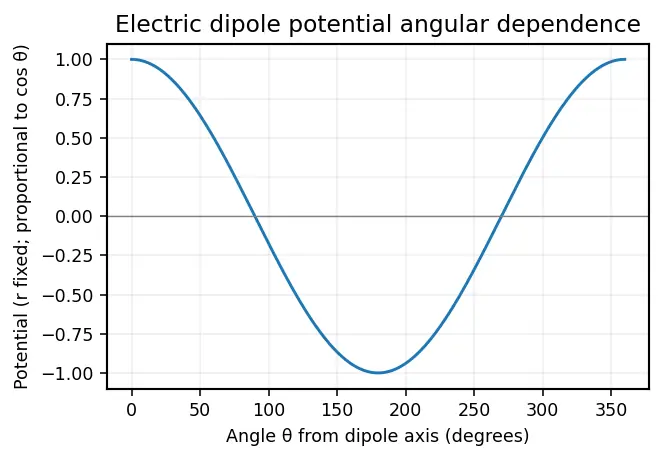 Electric dipole potential angular dependence
Potential (r fixed; proportional to cos θ)
1.00
0.75
0.50
0.25
0.00
−0.25
−0.50
−0.75
−1.00
0 50 100 150 200 250 300 350
Angle θ from dipole axis (degrees)